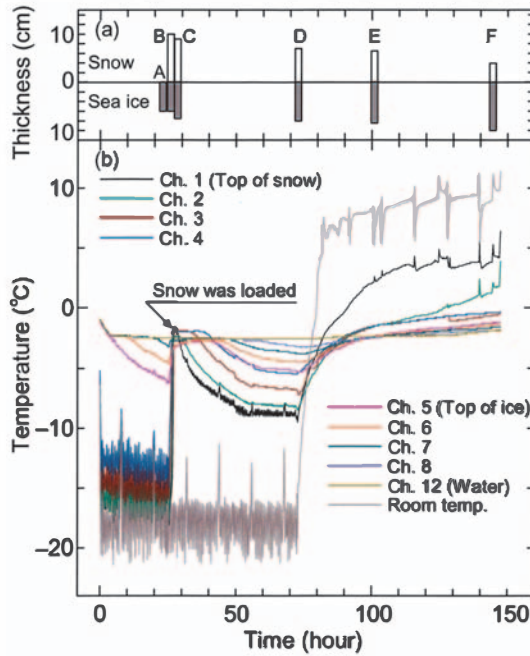 (a)
B
C
D
E
F
A
Snow
Sea ice
Thickness (cm)
10
0
10
(b)
Ch. 1 (Top of snow)
Ch. 2
Ch. 3
Ch. 4
Snow was loaded
Ch. 5 (Top of ice)
Ch. 6
Ch. 7
Ch. 8
Ch. 12 (Water)
Room temp.
Temperature (°C)
10
0
−10
−20
0
50
100
150
Time (hour)